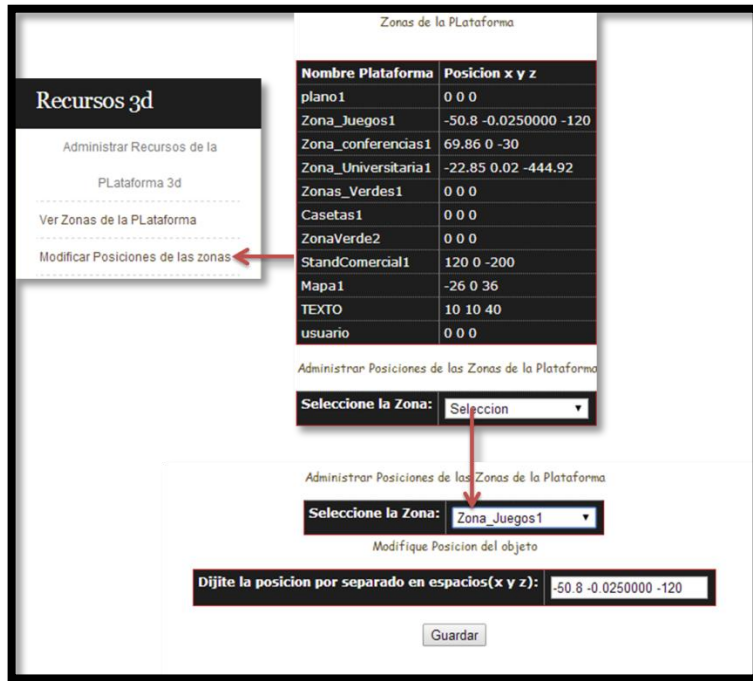 Recursos 3d
Administrar Recursos de la
PLataforma 3d
Ver Zonas de la PLataforma
Modificar Posiciones de las zonas
Zonas de la PLataforma
Nombre Plataforma Posicion x y z
plano1 0 0 0
Zona_Juegos1 -50.8 -0.0250000 -120
Zona_conferencias1 69.86 0 -30
Zona_Universitaria1 -22.85 0.02 -444.92
Zonas_Verdes1 0 0 0
Casetas1 0 0 0
ZonaVerde2 0 0 0
StandComercial1 120 0 -200
Mapa1 -26 0 36
TEXTO 10 10 40
usuario 0 0 0
Administrar Posiciones de las Zonas de la Plataforma
Seleccione la Zona: Seleccion
Administrar Posiciones de las Zonas de la Plataforma
Seleccione la Zona: Zona_Juegos1
Modifique Posicion del objeto
Dijite la posicion por separado en espacios(x y z): -50.8 -0.0250000 -120
Guardar